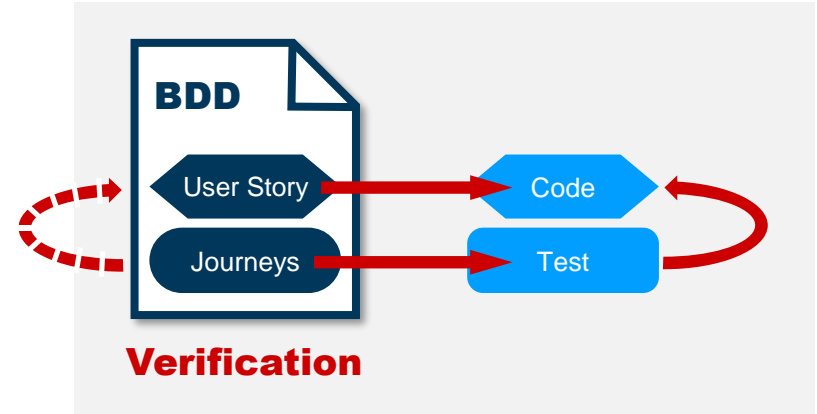 BDD
User Story
Code
Journeys
Test
Verification